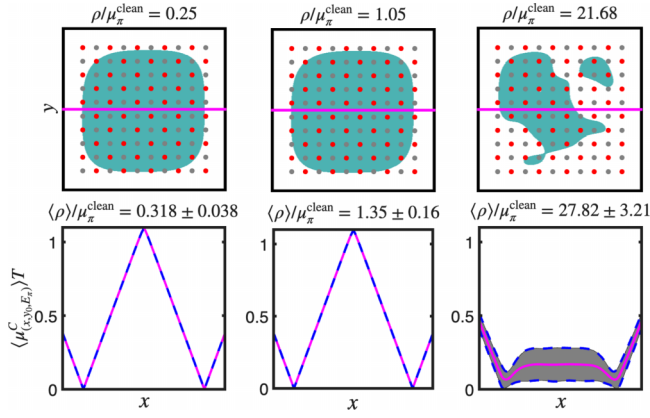 ρ/μ_π^clean = 0.25
ρ/μ_π^clean = 1.05
ρ/μ_π^clean = 21.68
y
⟨ρ⟩/μ_π^clean = 0.318 ± 0.038
⟨ρ⟩/μ_π^clean = 1.35 ± 0.16
⟨ρ⟩/μ_π^clean = 27.82 ± 3.21
⟨μ^C_(x,y₀,E_π)⟩T
1
0.5
0
1
0.5
0
1
0.5
0
x
x
x